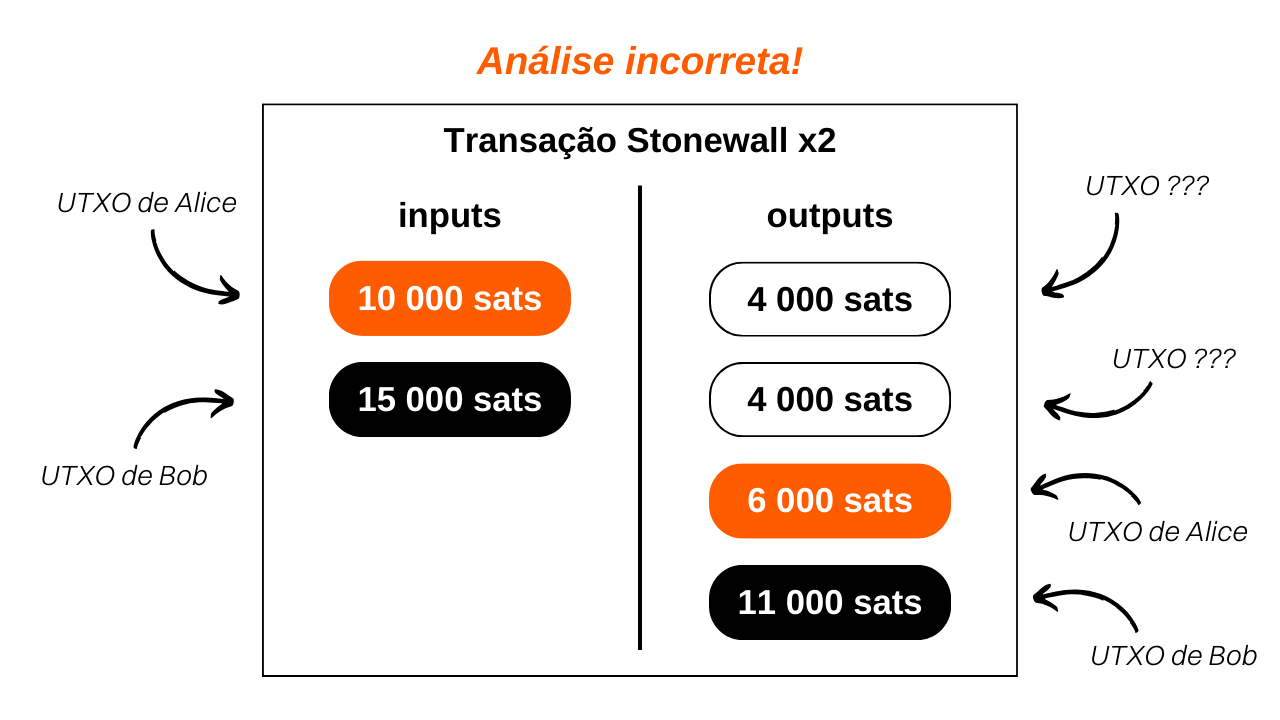 Análise incorreta!
Transação Stonewall x2
UTXO de Alice
inputs
outputs
UTXO ???
10 000 sats
4 000 sats
UTXO ???
15 000 sats
4 000 sats
UTXO de Bob
6 000 sats
UTXO de Alice
11 000 sats
UTXO de Bob